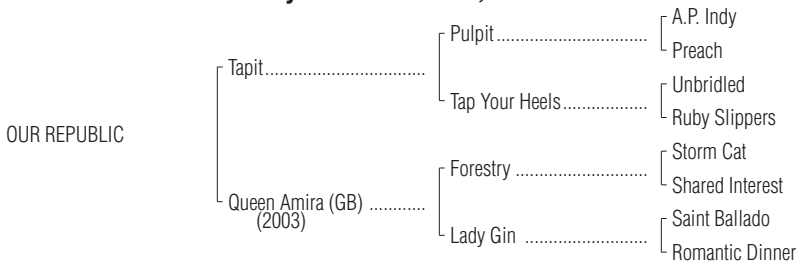 A.P. Indy
Pulpit
Preach
Tapit
Unbridled
Tap Your Heels
Ruby Slippers
OUR REPUBLIC
Storm Cat
Forestry
Shared Interest
Queen Amira (GB)
(2003)
Saint Ballado
Lady Gin
Romantic Dinner